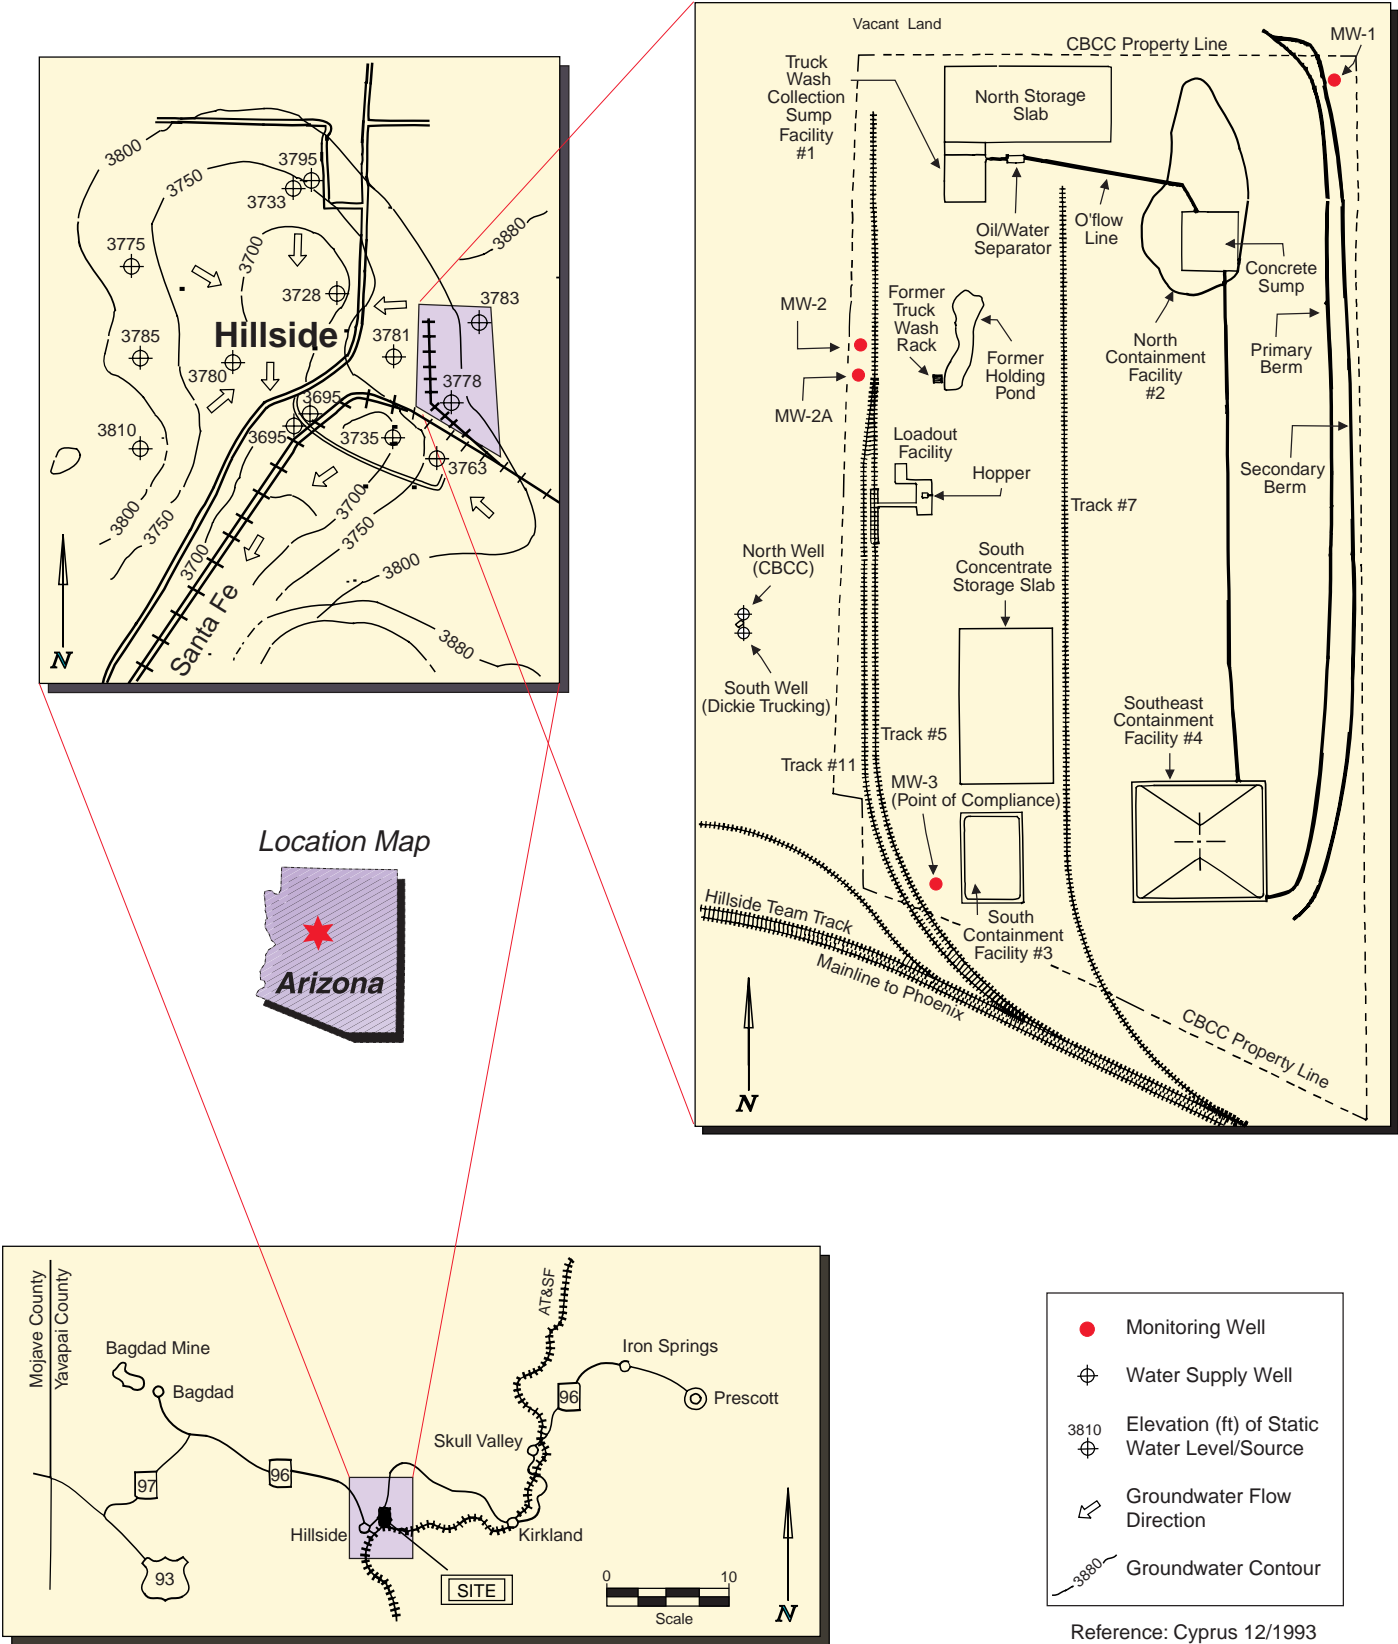 3800
3795
3750
3733
3880
3775
3700
3728
3783
Hillside
3785
3781
3780
3778
3695
3695
3735
3810
3763
3800
3750
3700
3750
3700
3800
Santa Fe
3880
N
Vacant Land
CBCC Property Line
MW-1
Truck
Wash
Collection
Sump
Facility
#1
North Storage
Slab
Oil/Water
Separator
O'flow
Line
Concrete
Sump
MW-2
Former
Truck
Wash
Rack
Former
Holding
Pond
North
Containment
Facility
#2
Primary
Berm
MW-2A
Loadout
Facility
Hopper
Secondary
Berm
Track #7
North Well
(CBCC)
South
Concentrate
Storage Slab
South Well
(Dickie Trucking)
Southeast
Containment
Facility #4
Track #5
Track #11
MW-3
(Point of Compliance)
Hillside Team Track
South
Containment
Facility #3
Mainline to Phoenix
CBCC Property Line
N
Location Map
Arizona
Mojave County
Yavapai County
AT&SF
Bagdad Mine
Bagdad
Iron Springs
96
Prescott
Skull Valley
97
96
Hillside
Kirkland
93
SITE
0 10
Scale
N
Monitoring Well
Water Supply Well
3810
Elevation (ft) of Static
Water Level/Source
Groundwater Flow
Direction
3880
Groundwater Contour
Reference: Cyprus 12/1993